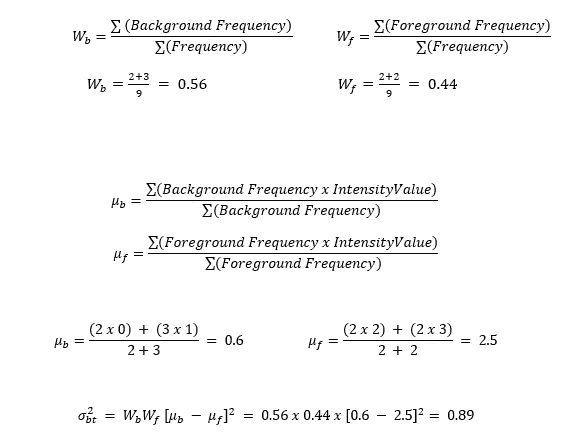 W_b = ∑ (Background Frequency) / ∑(Frequency)    W_f = ∑(Foreground Frequency) / ∑(Frequency)
W_b = 2+3 / 9 = 0.56    W_f = 2+2 / 9 = 0.44
μ_b = ∑(Background Frequency x IntensityValue) / ∑(Background Frequency)
μ_f = ∑(Foreground Frequency x IntensityValue) / ∑(Foreground Frequency)
μ_b = (2 x 0) + (3 x 1) / 2 + 3 = 0.6    μ_f = (2 x 2) + (2 x 3) / 2 + 2 = 2.5
σ²_bt = W_bW_f [μ_b − μ_f]² = 0.56 x 0.44 x [0.6 − 2.5]² = 0.89